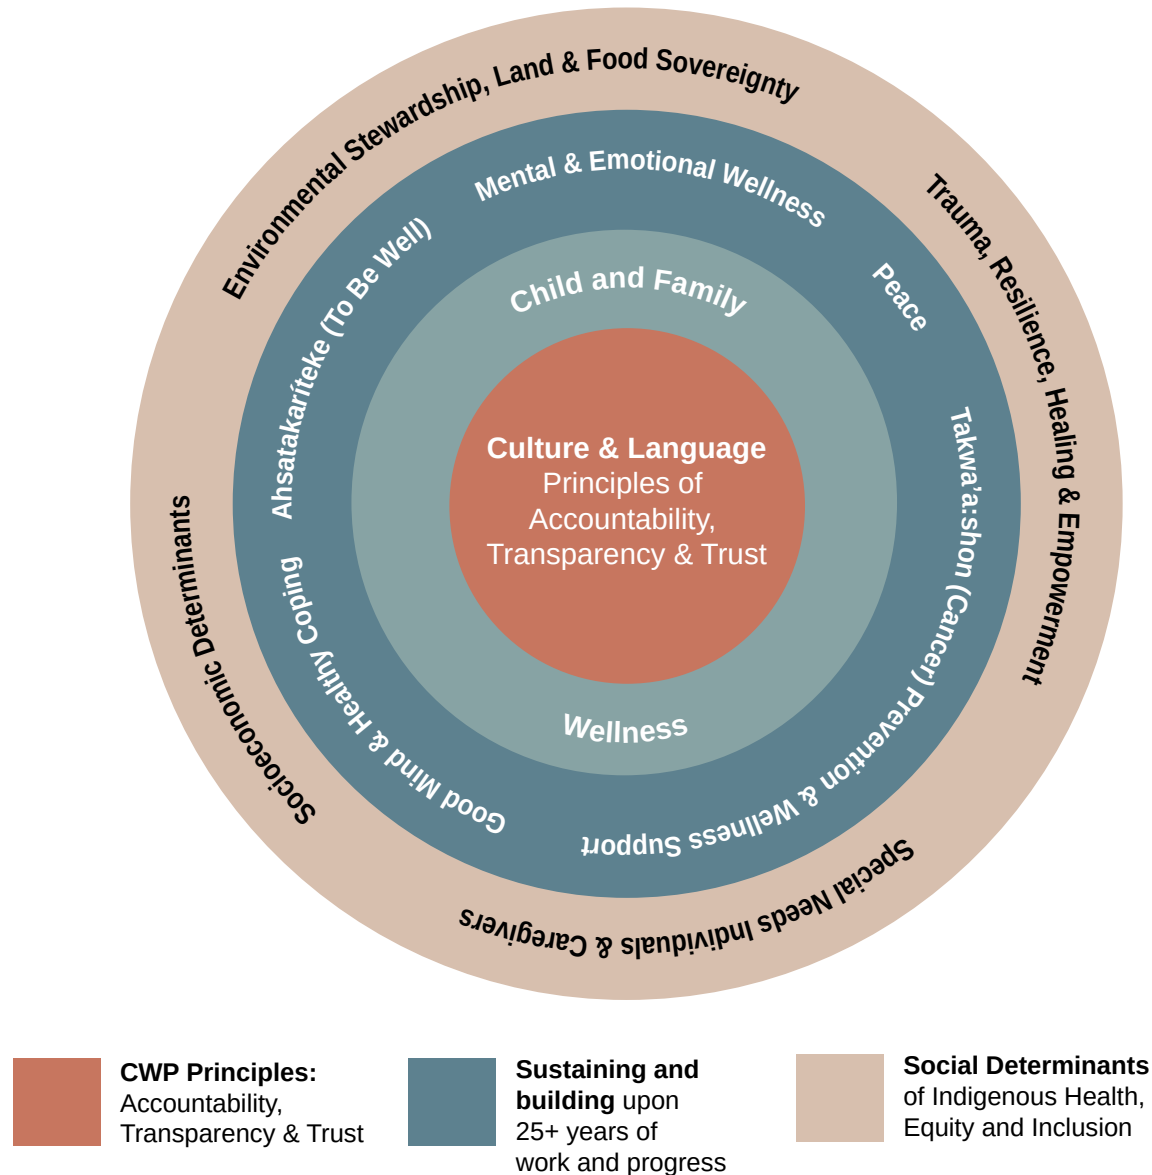 Environmental Stewardship, Land & Food Sovereignty
Trauma, Resilience, Healing & Empowerment
Special Needs Individuals & Caregivers
Socioeconomic Determinants
Mental & Emotional Wellness
Peace
Takwa’a:shon (Cancer) Prevention & Wellness Support
Good Mind & Healthy Coping
Ahsatakaríteke (To Be Well)
Child and Family
Wellness
Culture & Language
Principles of
Accountability,
Transparency & Trust
CWP Principles:
Accountability,
Transparency & Trust
Sustaining and
building upon
25+ years of
work and progress
Social Determinants
of Indigenous Health,
Equity and Inclusion